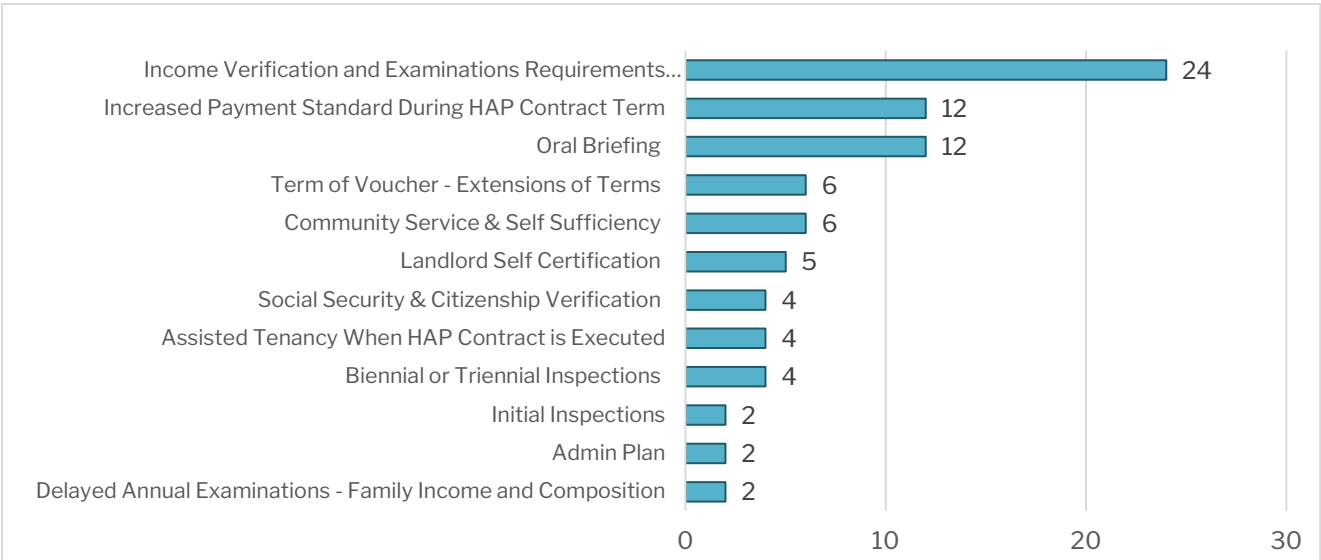 Income Verification and Examinations Requirements... 24
Increased Payment Standard During HAP Contract Term 12
Oral Briefing 12
Term of Voucher - Extensions of Terms 6
Community Service & Self Sufficiency 6
Landlord Self Certification 5
Social Security & Citizenship Verification 4
Assisted Tenancy When HAP Contract is Executed 4
Biennial or Triennial Inspections 4
Initial Inspections 2
Admin Plan 2
Delayed Annual Examinations - Family Income and Composition 2
0 10 20 30